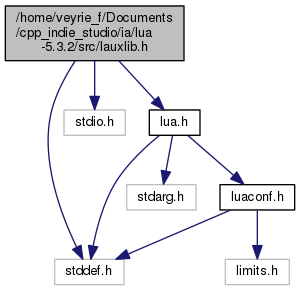 /home/veyrie_f/Documents
/cpp_indie_studio/ia/lua
-5.3.2/src/lauxlib.h
stdio.h
lua.h
stdarg.h
luaconf.h
stddef.h
limits.h